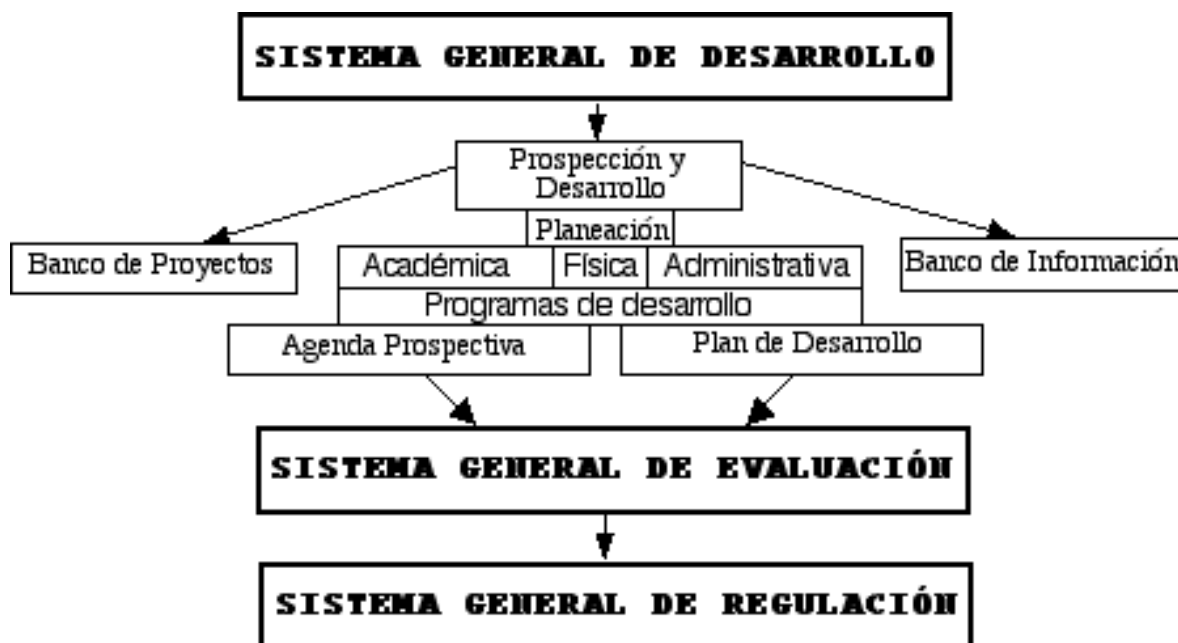 SISTEMA GENERAL DE DESARROLLO
Prospección y
Desarrollo
Planeación
Banco de Proyectos
Académica
Física
Administrativa
Banco de Información
Programas de desarrollo
Agenda Prospectiva
Plan de Desarrollo
SISTEMA GENERAL DE EVALUACIÓN
SISTEMA GENERAL DE REGULACIÓN